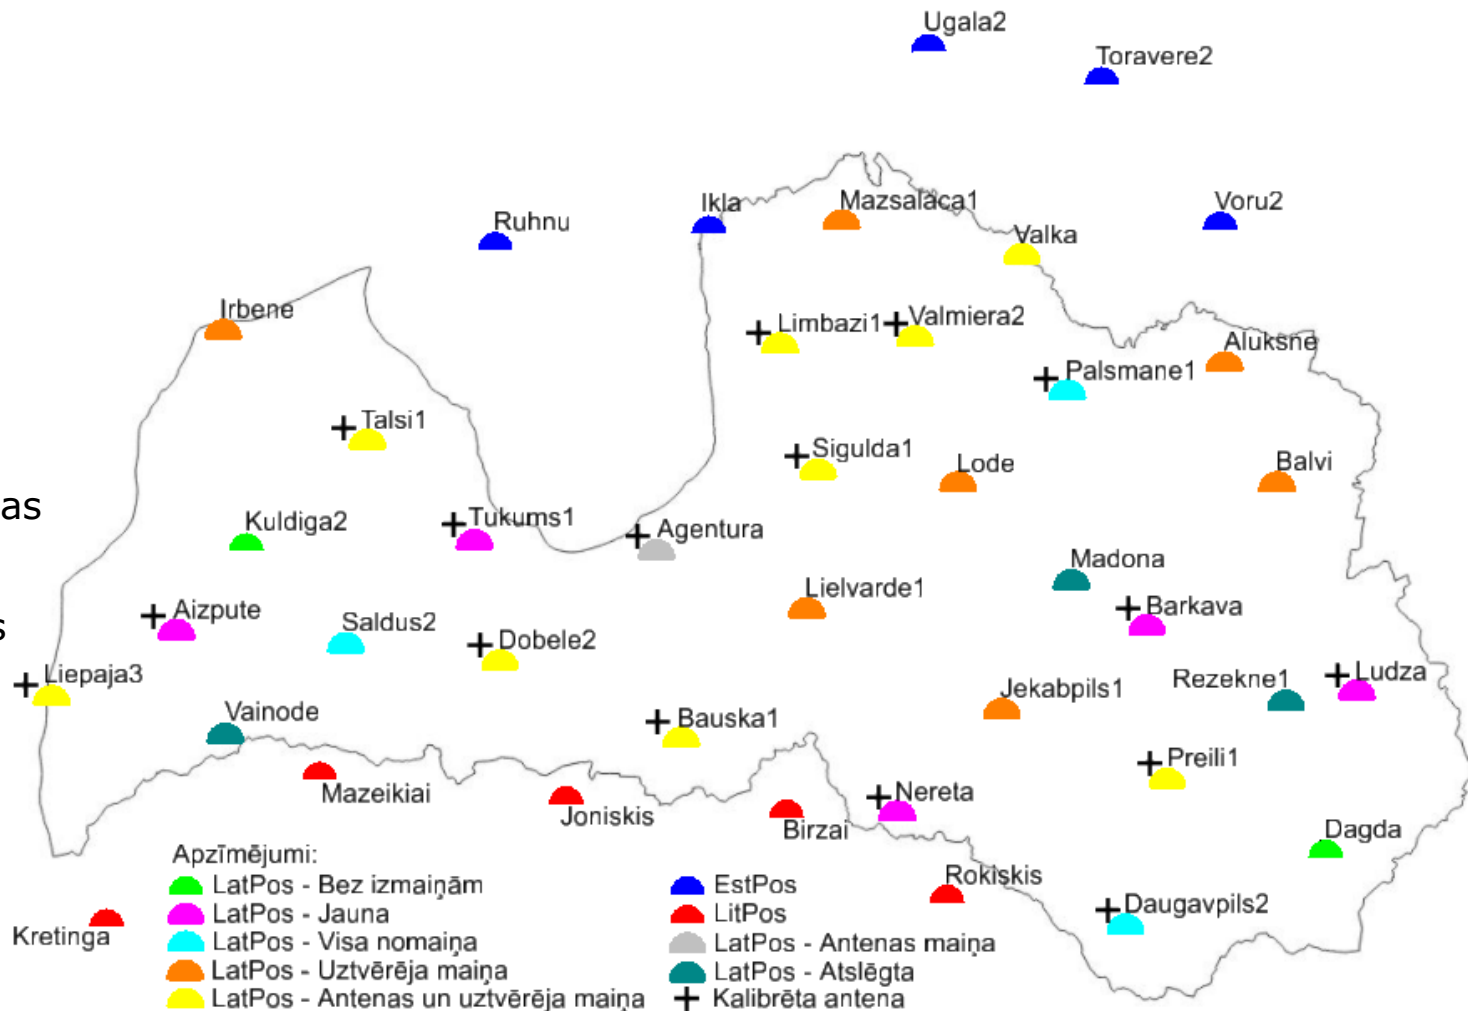 Ugala2
Toravere2
Ikla
Mazsalaca1
Voru2
Ruhnu
Valka
Irbene
Limbazi1
Valmiera2
Aluksne
Palsmane1
Talsi1
Sigulda1
Lode
Balvi
as
Kuldiga2
Tukums1
Agentura
Madona
Lielvarde1
Aizpute
Barkava
s
Saldus2
Dobele2
Liepaja3
Ludza
Rezekne1
Jekabpils1
Vainode
Bauska1
Preili1
Mazeikiai
Nereta
Joniskis
Birzai
Dagda
Rokiskis
Daugavpils2
Kretinga
Apzīmējumi:
LatPos - Bez izmaiņām
LatPos - Jauna
LatPos - Visa nomaiņa
LatPos - Uztvērēja maiņa
LatPos - Antenas un uztvērēja maiņa
EstPos
LitPos
LatPos - Antenas maiņa
LatPos - Atslēgta
Kalibrēta antena